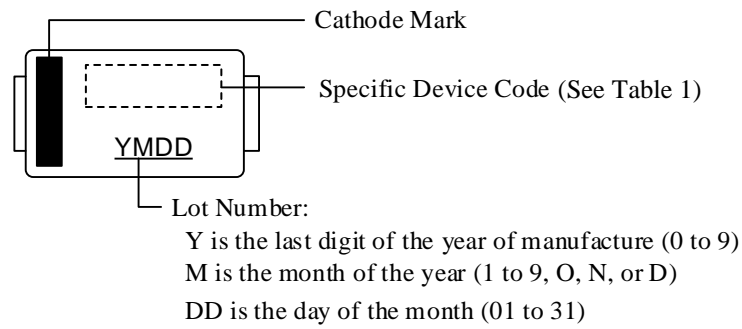 Cathode Mark
Specific Device Code (See Table 1)
YMDD
Lot Number:
Y is the last digit of the year of manufacture (0 to 9)
M is the month of the year (1 to 9, O, N, or D)
DD is the day of the month (01 to 31)